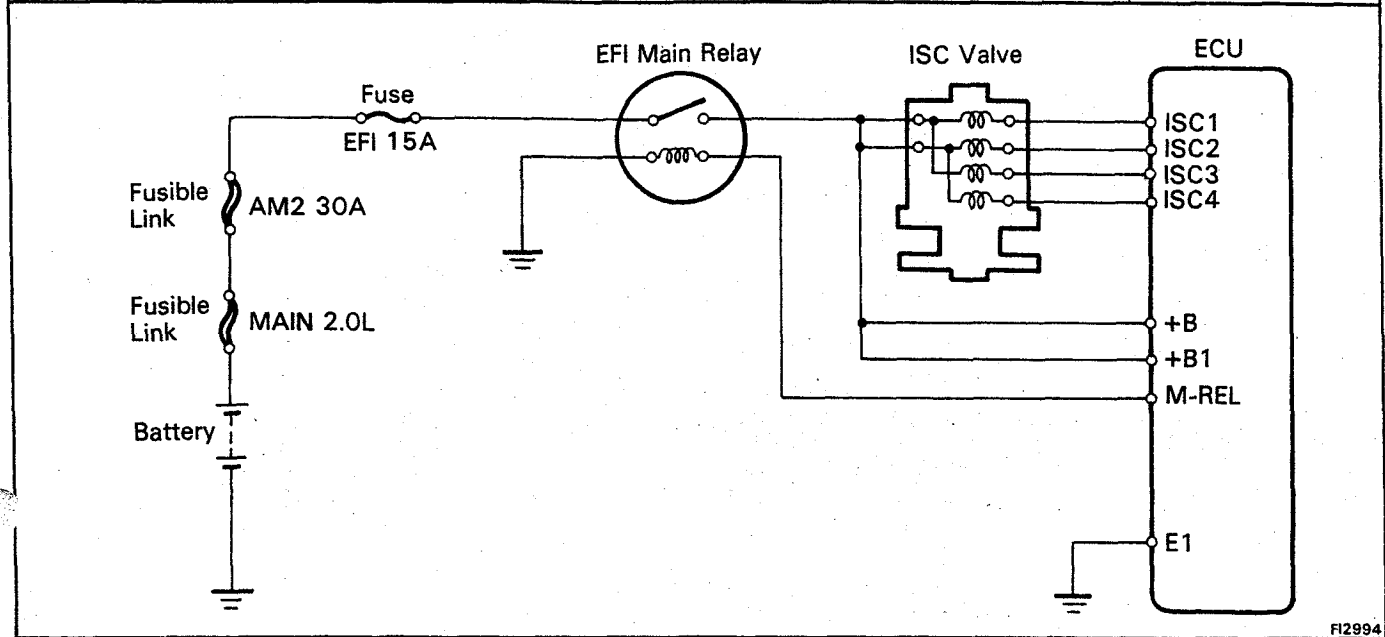 EFI Main Relay
ISC Valve
ECU
Fuse
EFI 15A
ISC1
ISC2
ISC3
ISC4
Fusible
Link
AM2 30A
Fusible
Link
MAIN 2.0L
+B
+B1
M-REL
Battery
E1
FI2994